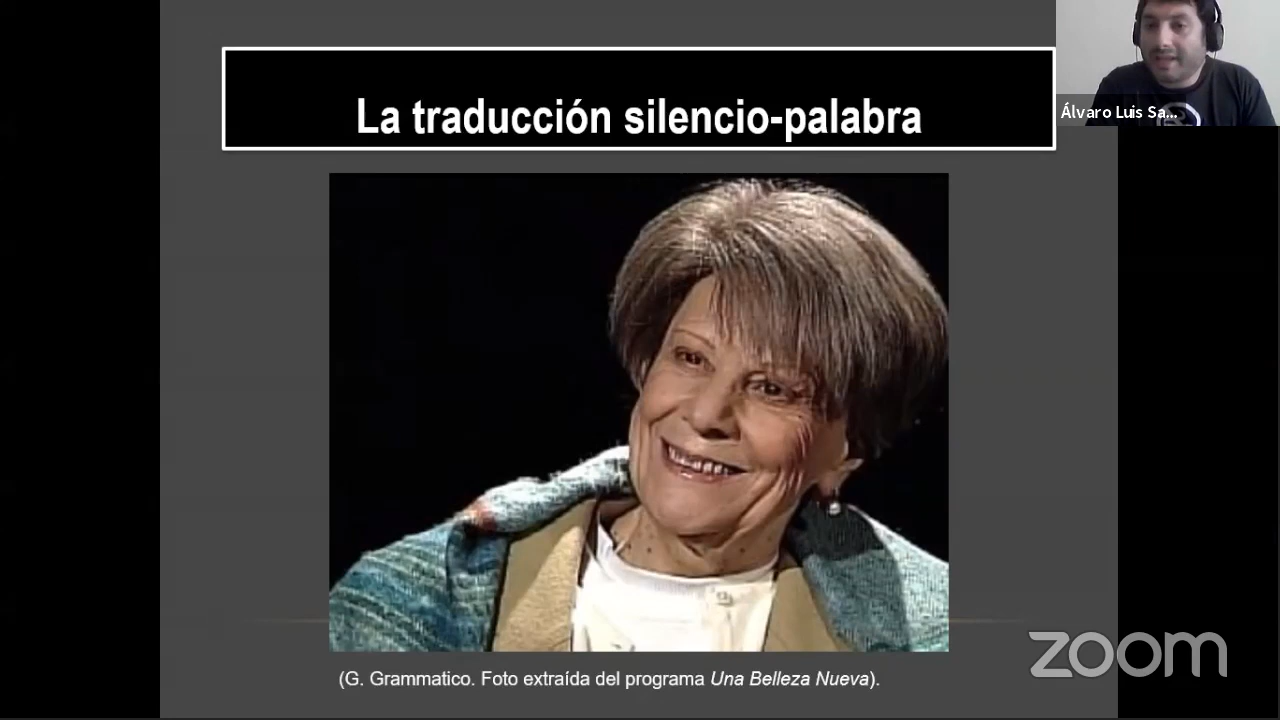 La traducción silencio-palabra
Álvaro Luis Sa...
(G. Grammatico. Foto extraída del programa Una Belleza Nueva).
zoom